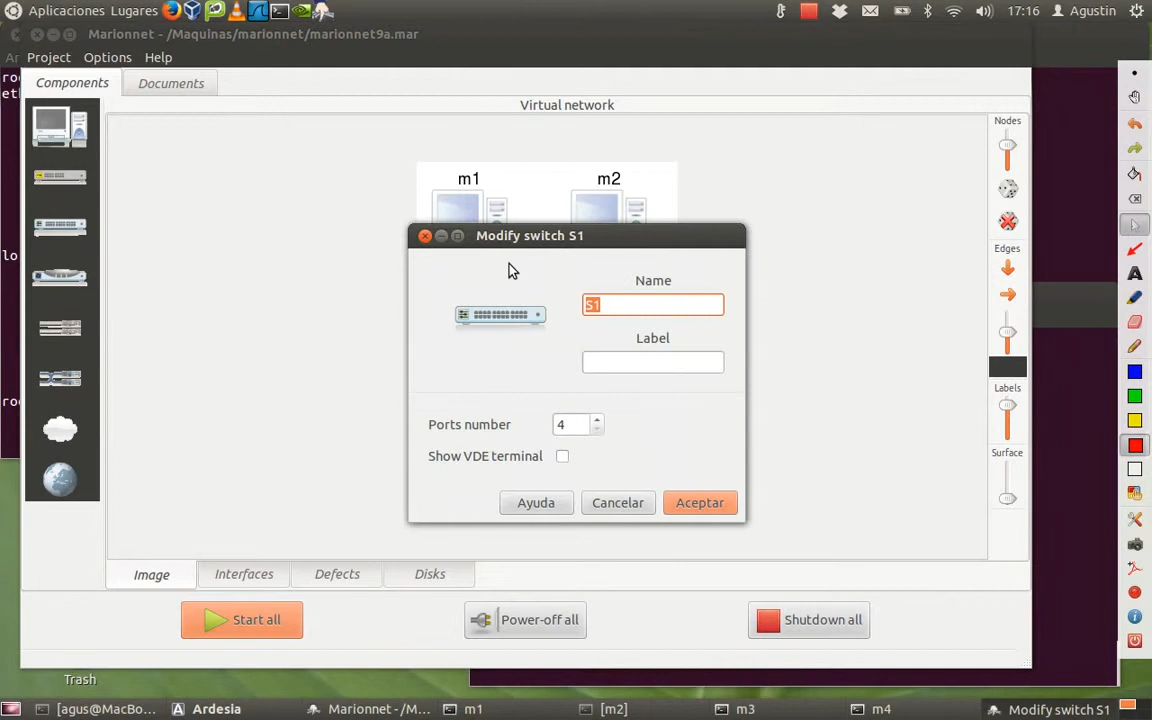 Aplicaciones Lugares
17:16
Agustin
Marionnet - /Maquinas/marionnet9a.mar
Project Options Help
Components Documents
Virtual network
Nodes
m1 m2
Modify switch S1
Name
S1
Label
Edges
Labels
Surface
Ports number 4
Show VDE terminal
Ayuda Cancelar Aceptar
Image Interfaces Defects Disks
Start all Power-off all Shutdown all
Trash
[agus@MacBo... Ardesia Marionnet - /M... m1 [m2] m3 m4 Modify switch S1